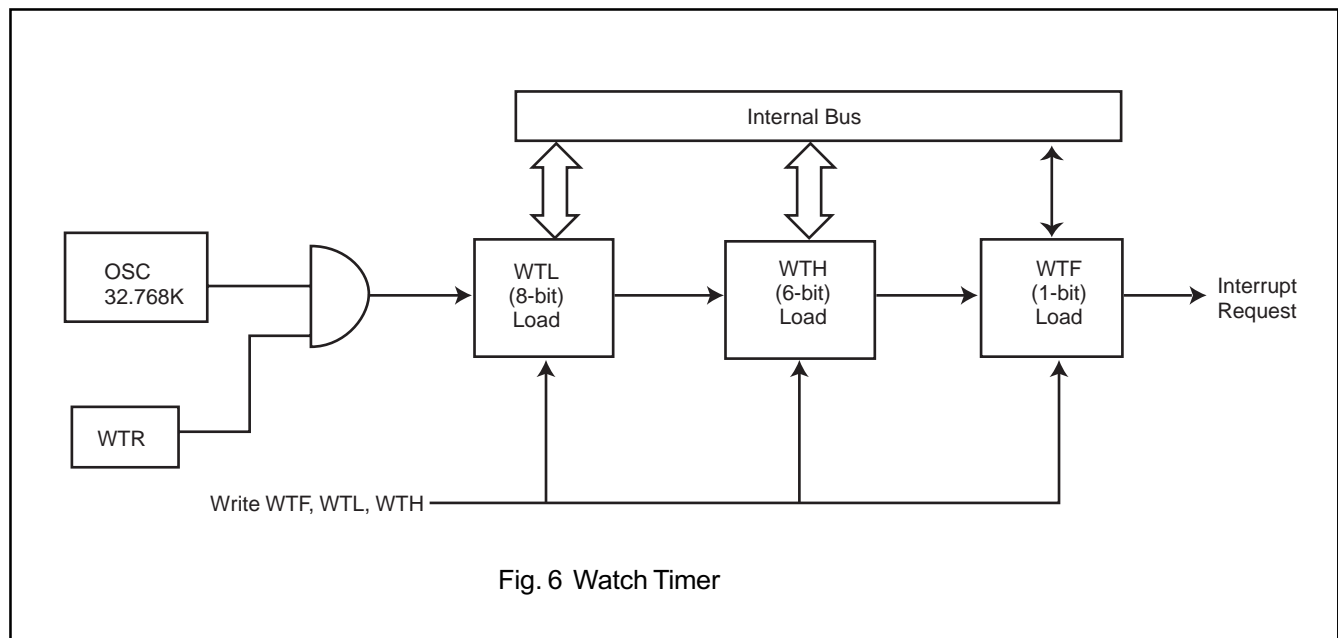 Internal Bus
OSC
32.768K
WTL
(8-bit)
Load
WTH
(6-bit)
Load
WTF
(1-bit)
Load
Interrupt
Request
WTR
Write WTF, WTL, WTH
Fig. 6 Watch Timer